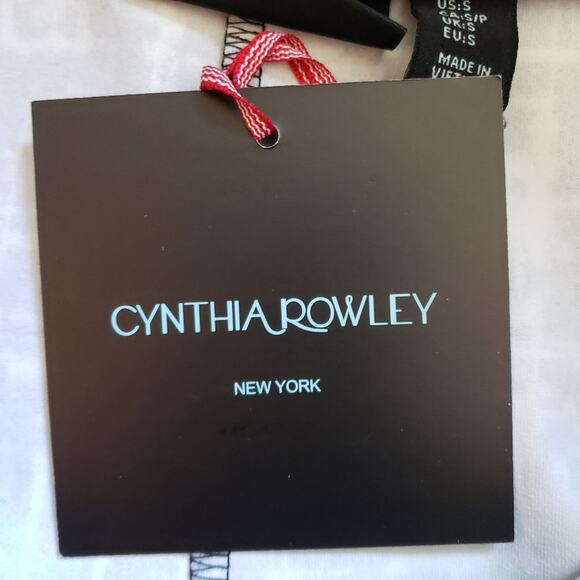 US:S
CA:S/P
UK:S
EU:S
MADE IN
CYNTHIA ROWLEY
NEW YORK